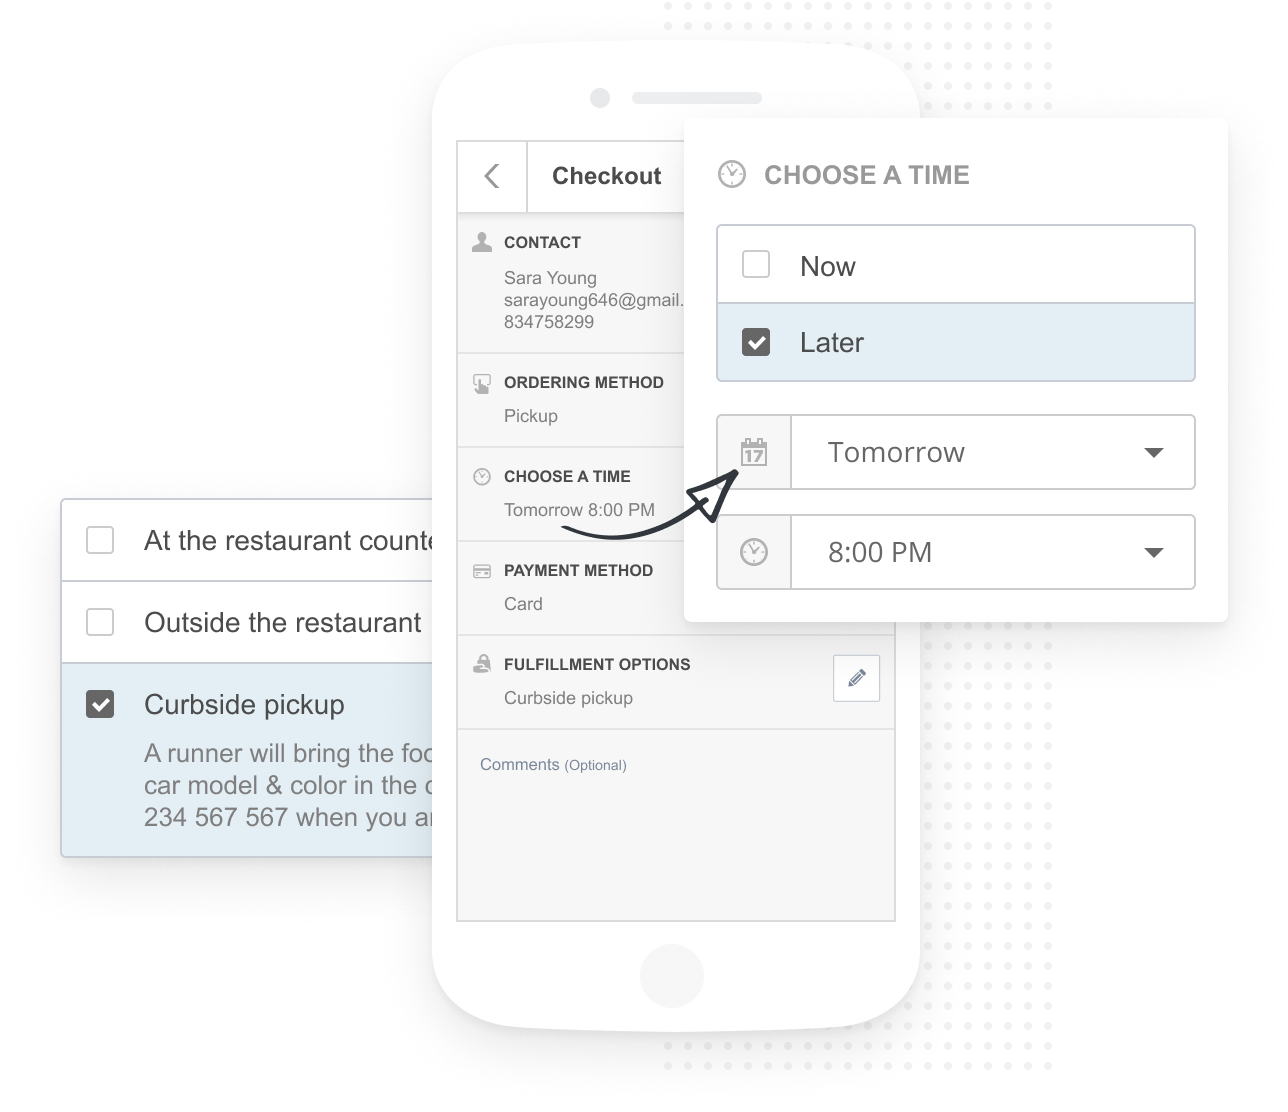 Checkout
CONTACT
Sara Young
sarayoung646@gmail.
834758299
ORDERING METHOD
Pickup
CHOOSE A TIME
Tomorrow 8:00 PM
PAYMENT METHOD
Card
FULFILLMENT OPTIONS
Curbside pickup
Comments (Optional)
CHOOSE A TIME
Now
Later
17
Tomorrow
8:00 PM
At the restaurant
Outside the restaurant
Curbside pickup
A runner will bring the
car model & color in the
234 567 567 when you